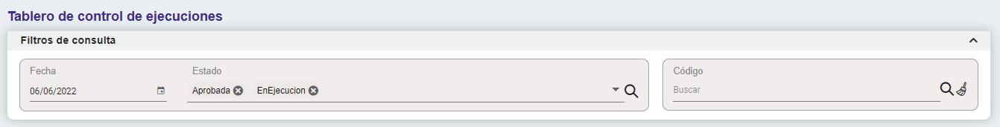 Tablero de control de ejecuciones
Filtros de consulta
Fecha
06/06/2022
Estado
Aprobada EnEjecucion
Código
Buscar